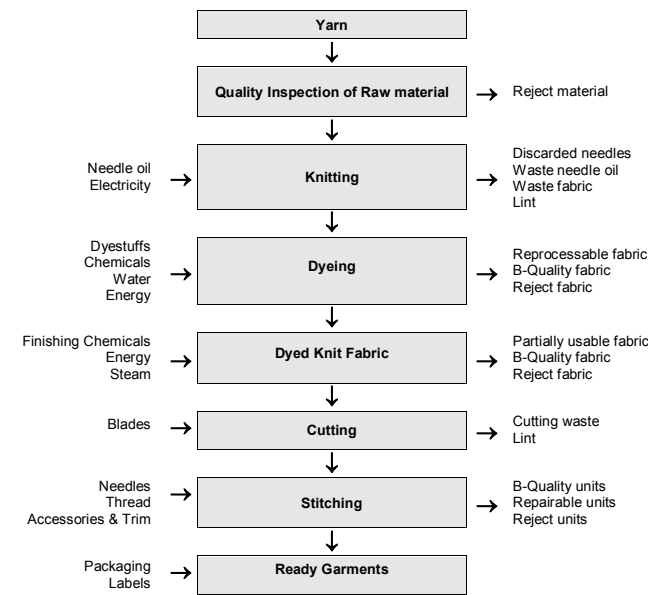 Yarn
Quality Inspection of Raw material
Reject material
Needle oil
Electricity
Knitting
Discarded needles
Waste needle oil
Waste fabric
Lint
Dyestuffs
Chemicals
Water
Energy
Dyeing
Reprocessable fabric
B-Quality fabric
Reject fabric
Finishing Chemicals
Energy
Steam
Dyed Knit Fabric
Partially usable fabric
B-Quality fabric
Reject fabric
Blades
Cutting
Cutting waste
Lint
Needles
Thread
Accessories & Trim
Stitching
B-Quality units
Repairable units
Reject units
Packaging
Labels
Ready Garments